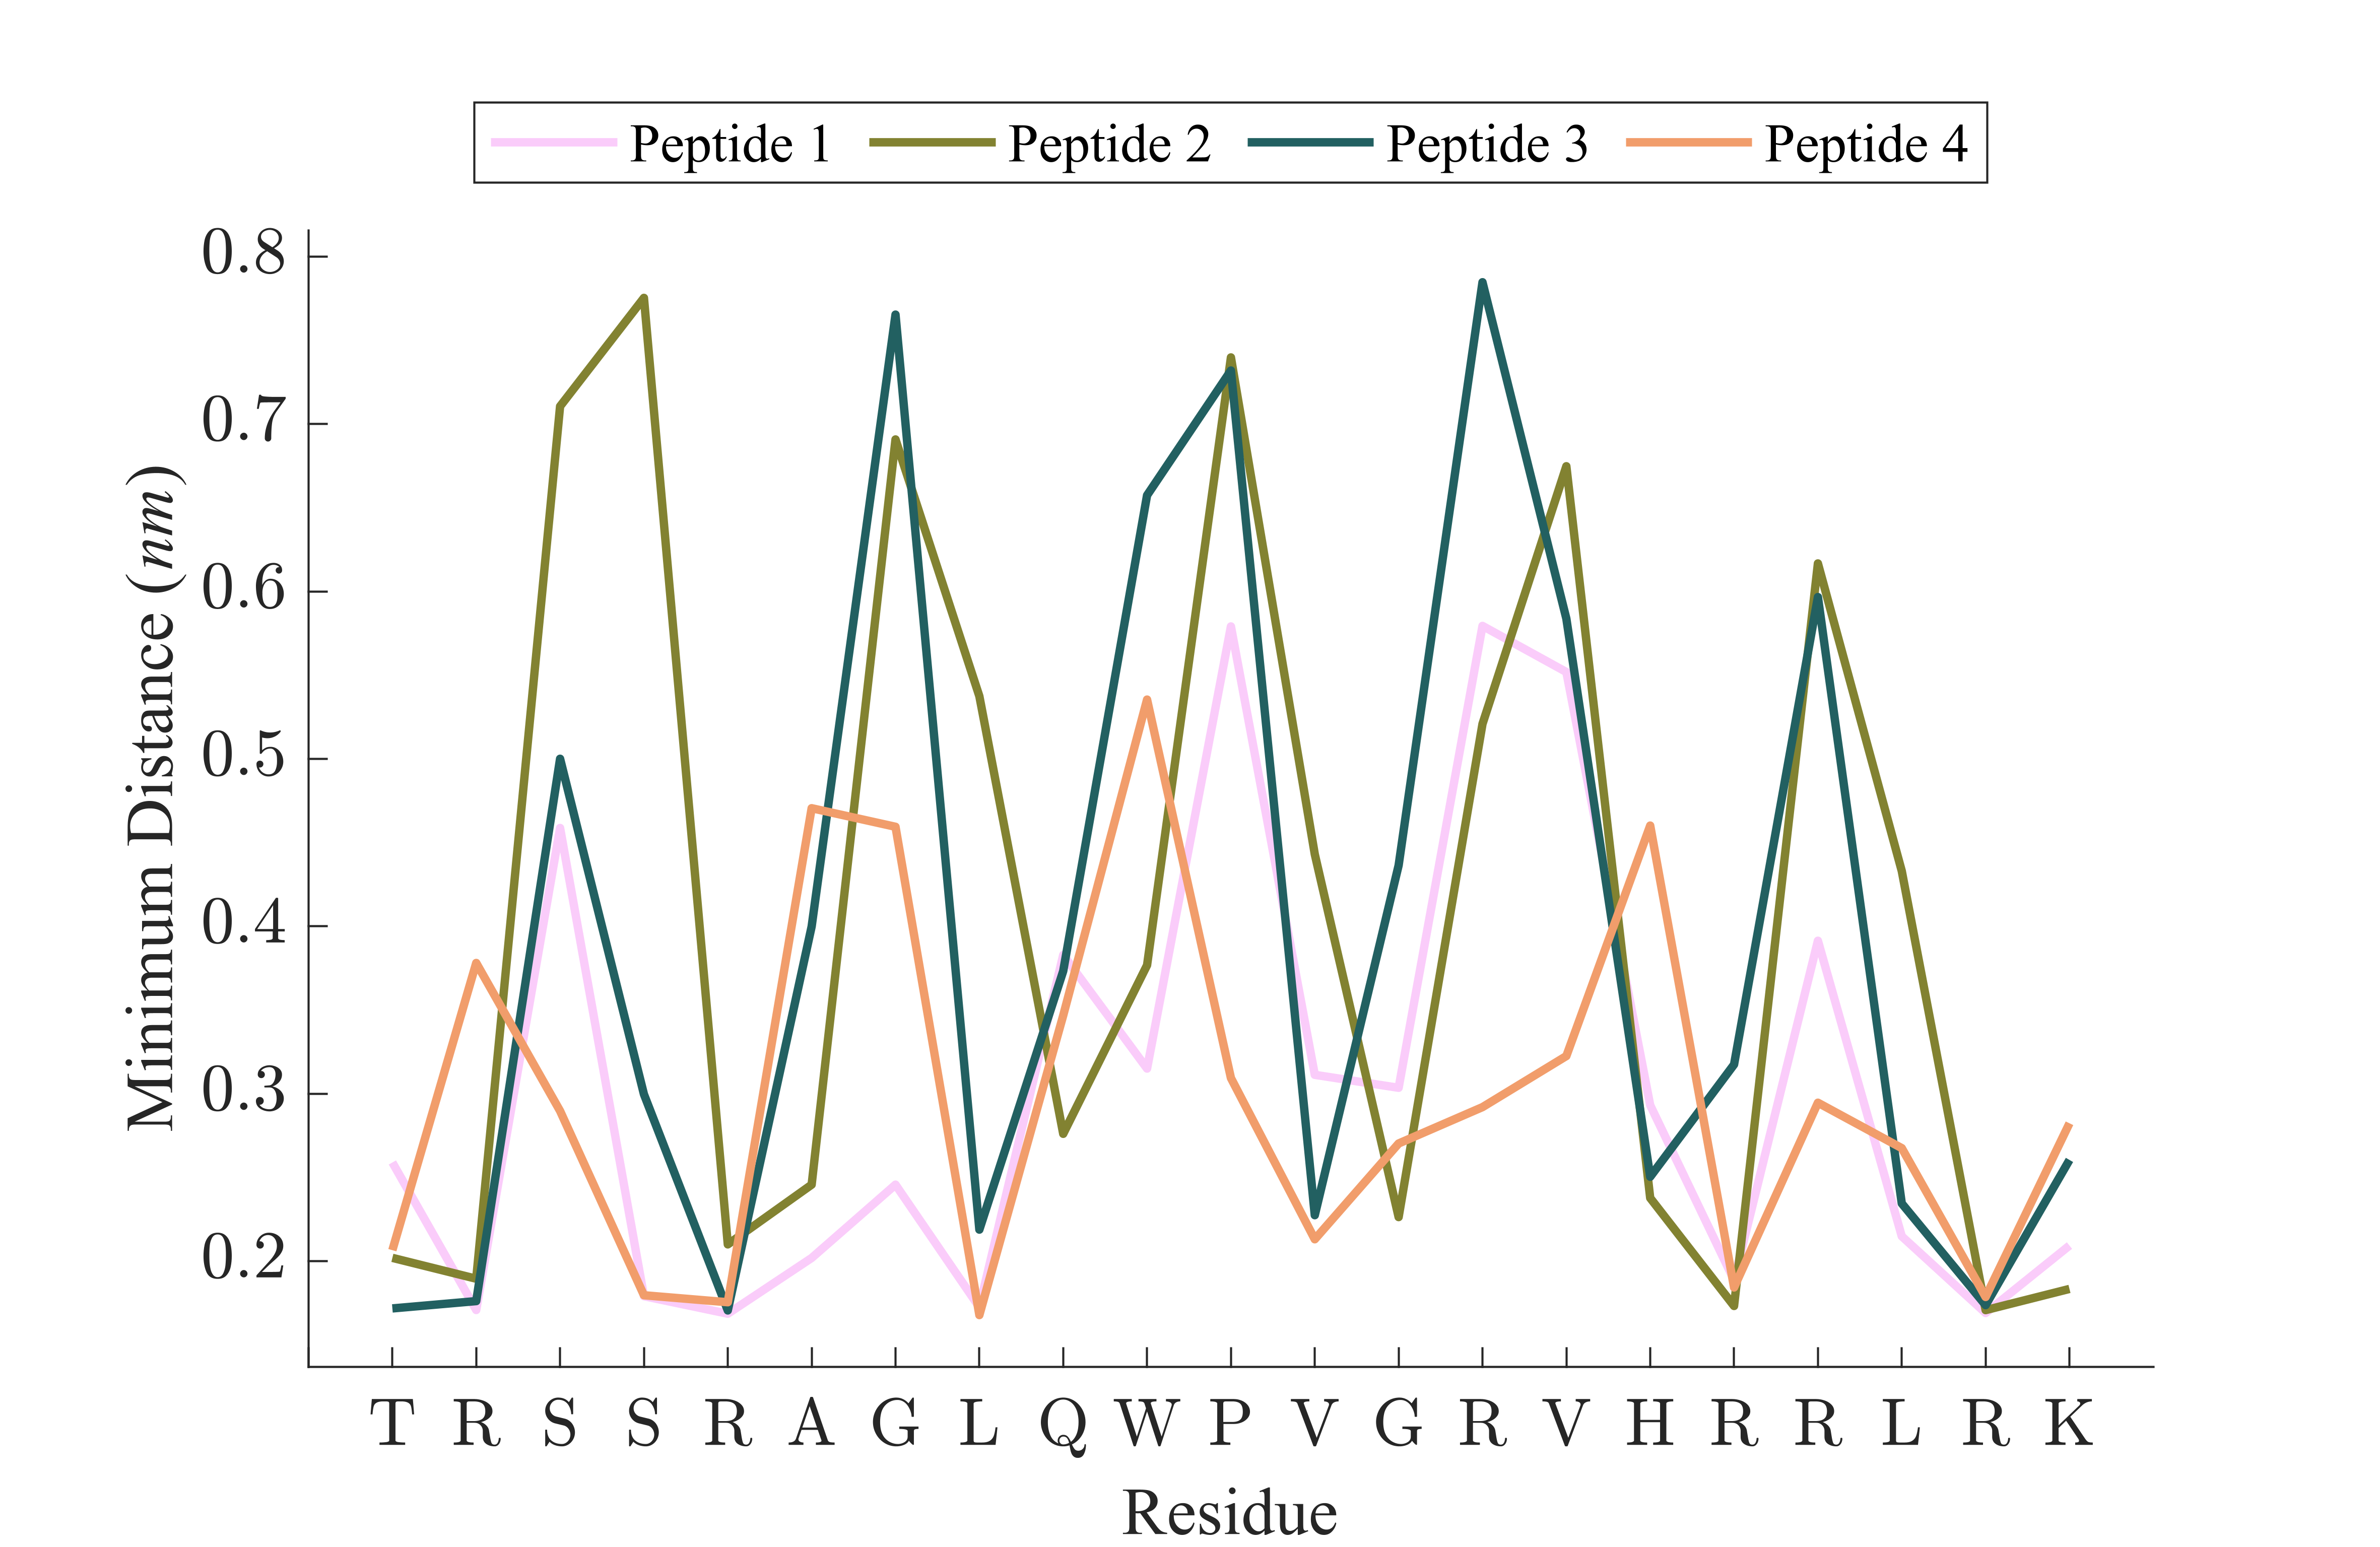 Peptide 1 Peptide 2 Peptide 3 Peptide 4
0.8
0.7
0.6
0.5
0.4
0.3
0.2
Minimum Distance (nm)
T R S S R A G L Q W P V G R V H R R L R K
Residue